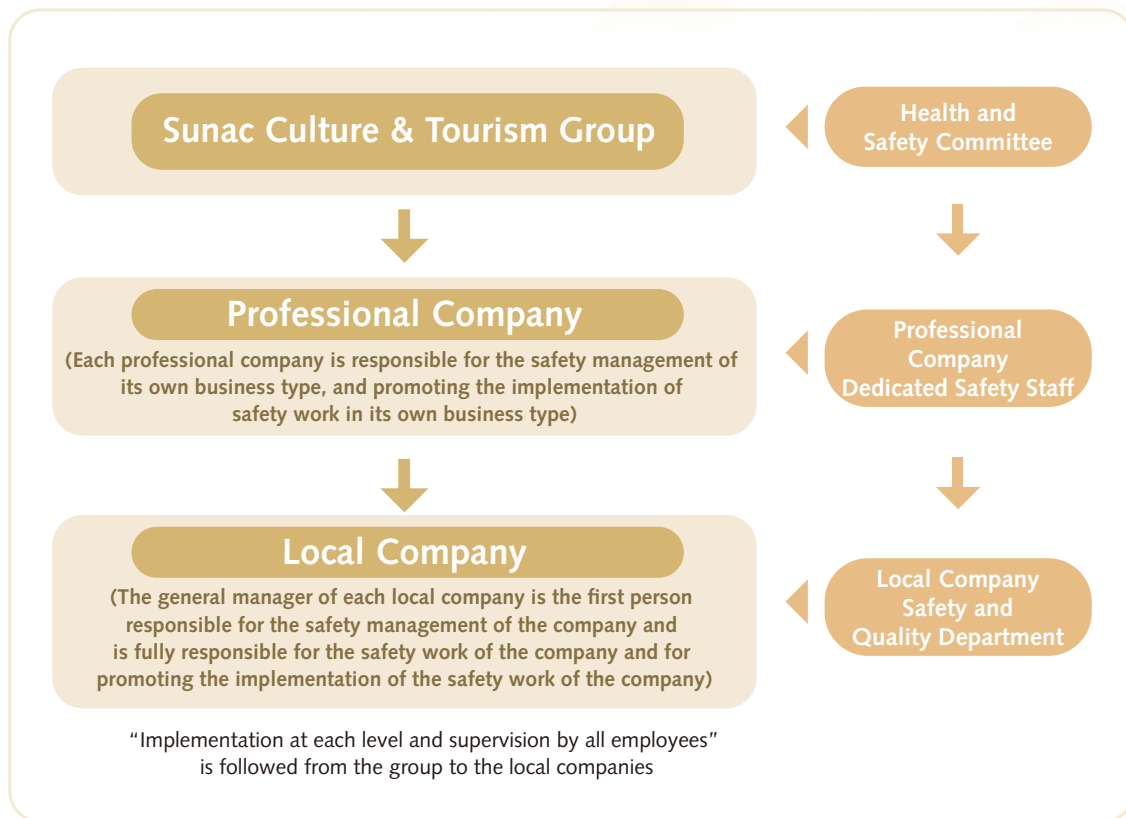 Sunac Culture & Tourism Group
Health and
Safety Committee
Professional Company
(Each professional company is responsible for the safety management of
its own business type, and promoting the implementation of
safety work in its own business type)
Professional
Company
Dedicated Safety Staff
Local Company
(The general manager of each local company is the first person
responsible for the safety management of the company and
is fully responsible for the safety work of the company and for
promoting the implementation of the safety work of the company)
Local Company
Safety and
Quality Department
“Implementation at each level and supervision by all employees”
is followed from the group to the local companies